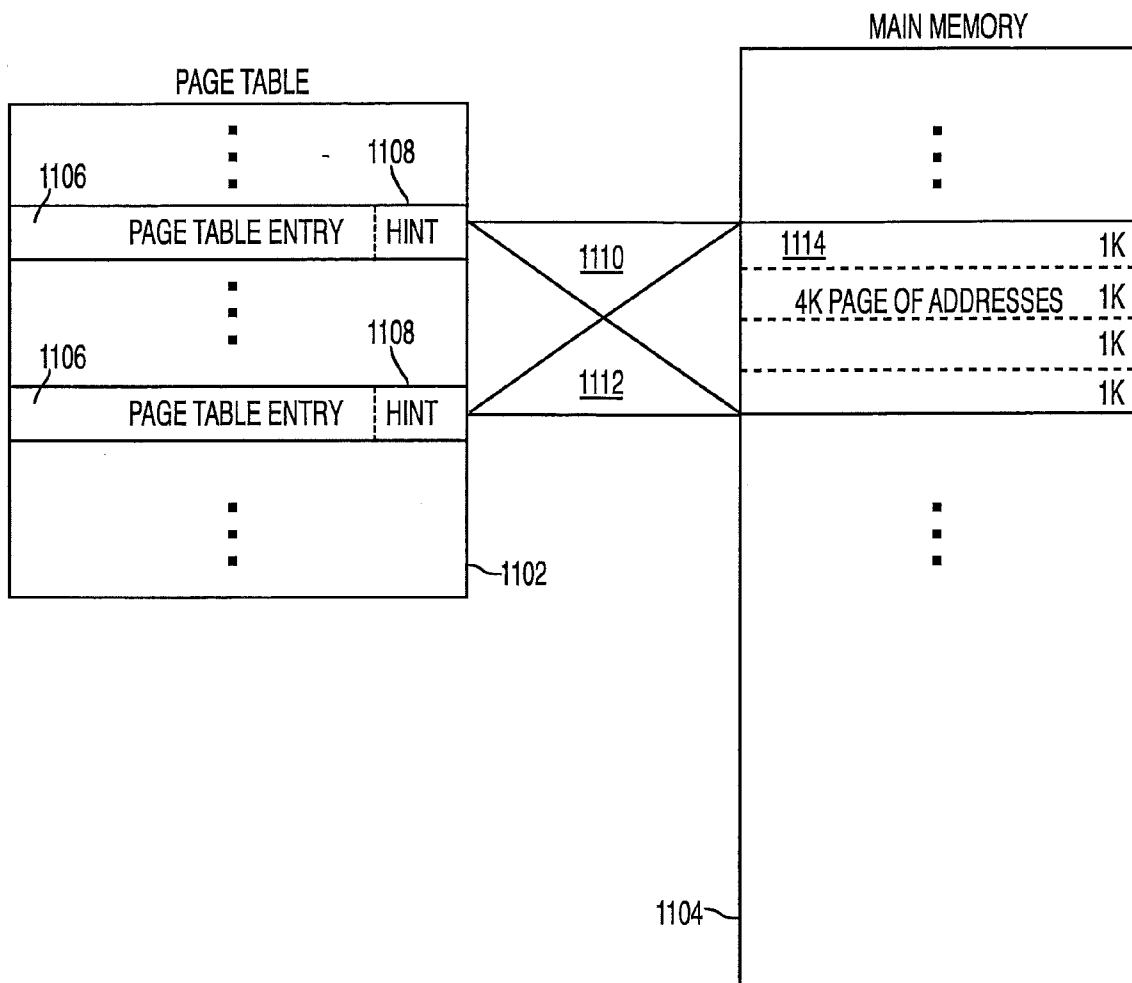 MAIN MEMORY
PAGE TABLE
1108
1106
PAGE TABLE ENTRY HINT
1110
1114 1K
4K PAGE OF ADDRESSES 1K
1K
1108
1106
1112
PAGE TABLE ENTRY HINT
1K
1102
1104